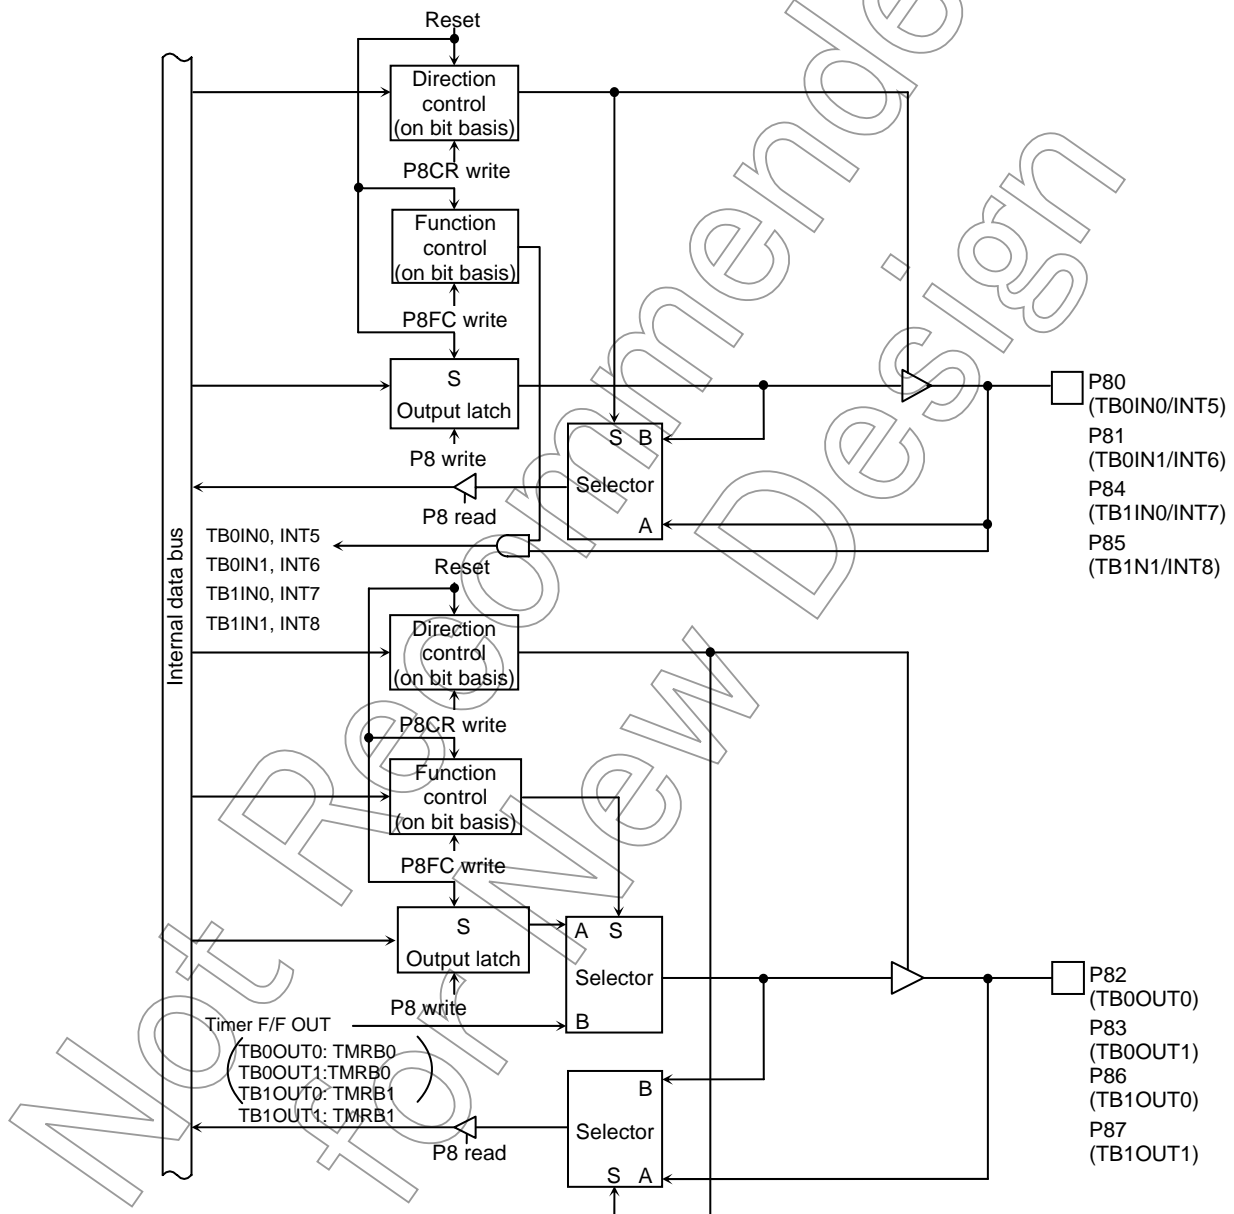 Reset
Direction
control
(on bit basis)
P8CR write
Function
control
(on bit basis)
P8FC write
S
Output latch
P8 write
S B
Selector
A
P8 read
P80
(TB0IN0/INT5)
P81
(TB0IN1/INT6)
P84
(TB1IN0/INT7)
P85
(TB1N1/INT8)
TB0IN0, INT5
TB0IN1, INT6
TB1IN0, INT7
TB1IN1, INT8
Internal data bus
Reset
Direction
control
(on bit basis)
P8CR write
Function
control
(on bit basis)
P8FC write
S
Output latch
P8 write
A S
Selector
B
Timer F/F OUT
TB0OUT0: TMRB0
TB0OUT1:TMRB0
TB1OUT0: TMRB1
TB1OUT1: TMRB1
B
Selector
S A
P8 read
P82
(TB0OUT0)
P83
(TB0OUT1)
P86
(TB1OUT0)
P87
(TB1OUT1)
Not Recommende
for New Design